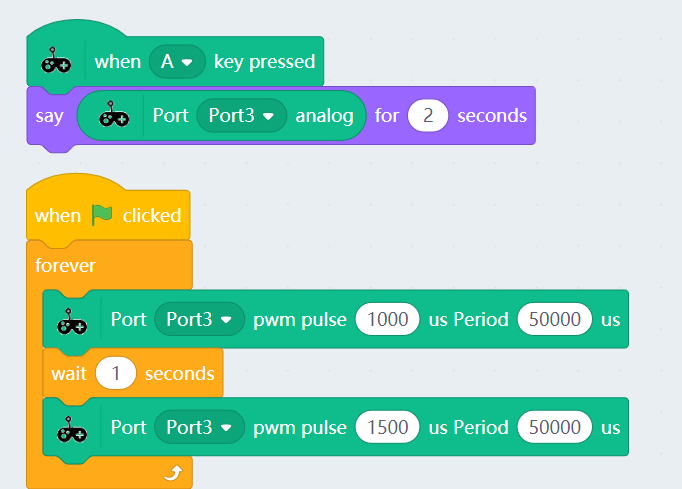 when A key pressed
say Port Port3 analog for 2 seconds
when clicked
forever
Port Port3 pwm pulse 1000 us Period 50000 us
wait 1 seconds
Port Port3 pwm pulse 1500 us Period 50000 us